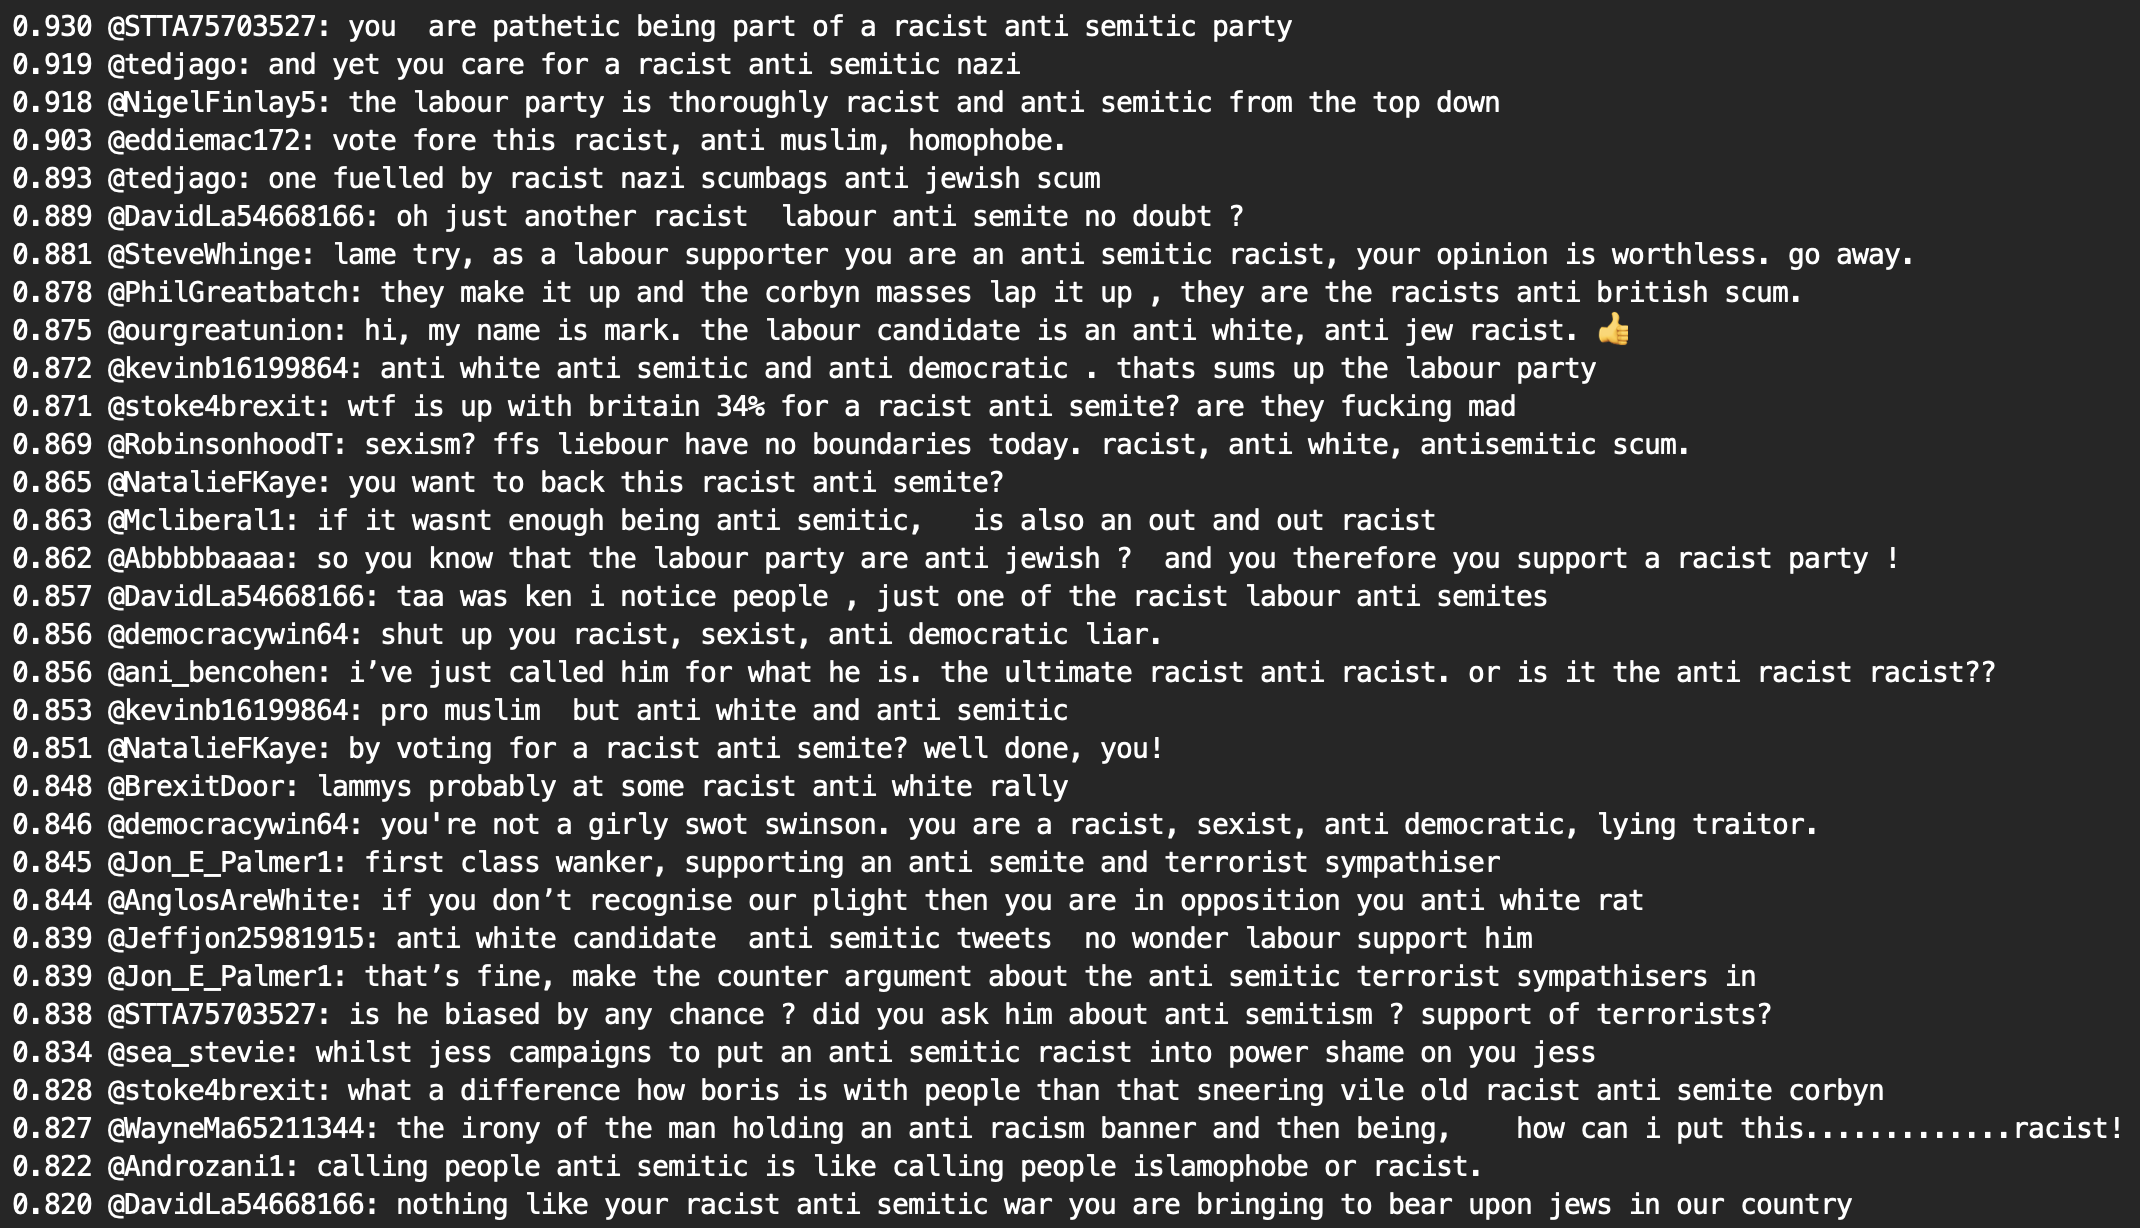 0.930 @STTA75703527: you  are pathetic being part of a racist anti semitic party
0.919 @tedjago: and yet you care for a racist anti semitic nazi
0.918 @NigelFinlay5: the labour party is thoroughly racist and anti semitic from the top down
0.903 @eddiemac172: vote fore this racist, anti muslim, homophobe.
0.893 @tedjago: one fuelled by racist nazi scumbags anti jewish scum
0.889 @DavidLa54668166: oh just another racist  labour anti semite no doubt ?
0.881 @SteveWhinge: lame try, as a labour supporter you are an anti semitic racist, your opinion is worthless. go away.
0.878 @PhilGreatbatch: they make it up and the corbyn masses lap it up , they are the racists anti british scum.
0.875 @ourgreatunion: hi, my name is mark. the labour candidate is an anti white, anti jew racist. 👍
0.872 @kevinb16199864: anti white anti semitic and anti democratic . thats sums up the labour party
0.871 @stoke4brexit: wtf is up with britain 34% for a racist anti semite? are they fucking mad
0.869 @RobinsonhoodT: sexism? ffs liebour have no boundaries today. racist, anti white, antisemitic scum.
0.865 @NatalieFKaye: you want to back this racist anti semite?
0.863 @Mcliberal1: if it wasnt enough being anti semitic,   is also an out and out racist
0.862 @Abbbbbaaaa: so you know that the labour party are anti jewish ?  and you therefore you support a racist party !
0.857 @DavidLa54668166: taa was ken i notice people , just one of the racist labour anti semites
0.856 @democracywin64: shut up you racist, sexist, anti democratic liar.
0.856 @ani_bencohen: i’ve just called him for what he is. the ultimate racist anti racist. or is it the anti racist racist??
0.853 @kevinb16199864: pro muslim  but anti white and anti semitic
0.851 @NatalieFKaye: by voting for a racist anti semite? well done, you!
0.848 @BrexitDoor: lammys probably at some racist anti white rally
0.846 @democracywin64: you're not a girly swot swinson. you are a racist, sexist, anti democratic, lying traitor.
0.845 @Jon_E_Palmer1: first class wanker, supporting an anti semite and terrorist sympathiser
0.844 @AnglosAreWhite: if you don’t recognise our plight then you are in opposition you anti white rat
0.839 @Jeffjon25981915: anti white candidate  anti semitic tweets  no wonder labour support him
0.839 @Jon_E_Palmer1: that’s fine, make the counter argument about the anti semitic terrorist sympathisers in
0.838 @STTA75703527: is he biased by any chance ? did you ask him about anti semitism ? support of terrorists?
0.834 @sea_stevie: whilst jess campaigns to put an anti semitic racist into power shame on you jess
0.828 @stoke4brexit: what a difference how boris is with people than that sneering vile old racist anti semite corbyn
0.827 @WayneMa65211344: the irony of the man holding an anti racism banner and then being,    how can i put this.............racist!
0.822 @Androzani1: calling people anti semitic is like calling people islamophobe or racist.
0.820 @DavidLa54668166: nothing like your racist anti semitic war you are bringing to bear upon jews in our country